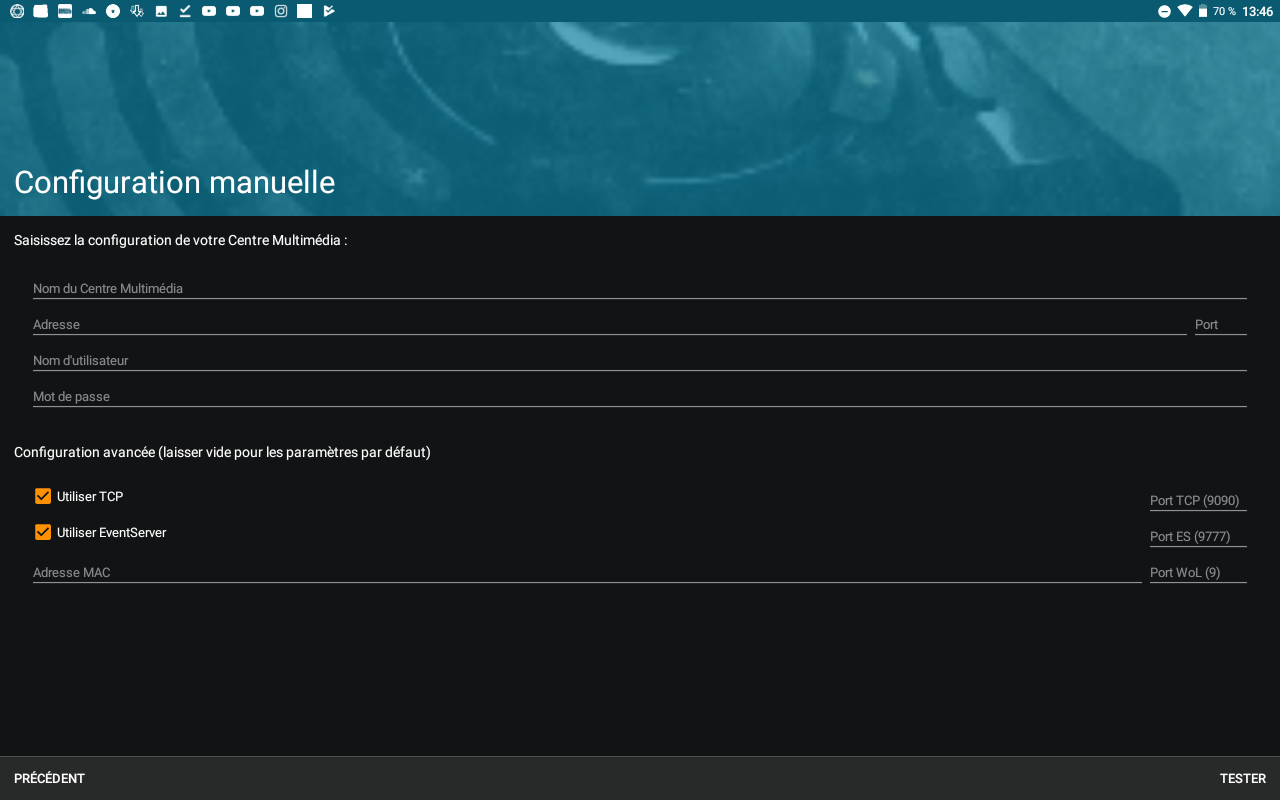 70 % 13:46
Configuration manuelle
Saisissez la configuration de votre Centre Multimédia :
Nom du Centre Multimédia
Adresse Port
Nom d'utilisateur
Mot de passe
Configuration avancée (laisser vide pour les paramètres par défaut)
Utiliser TCP Port TCP (9090)
Utiliser EventServer Port ES (9777)
Adresse MAC Port WoL (9)
PRÉCÉDENT TESTER